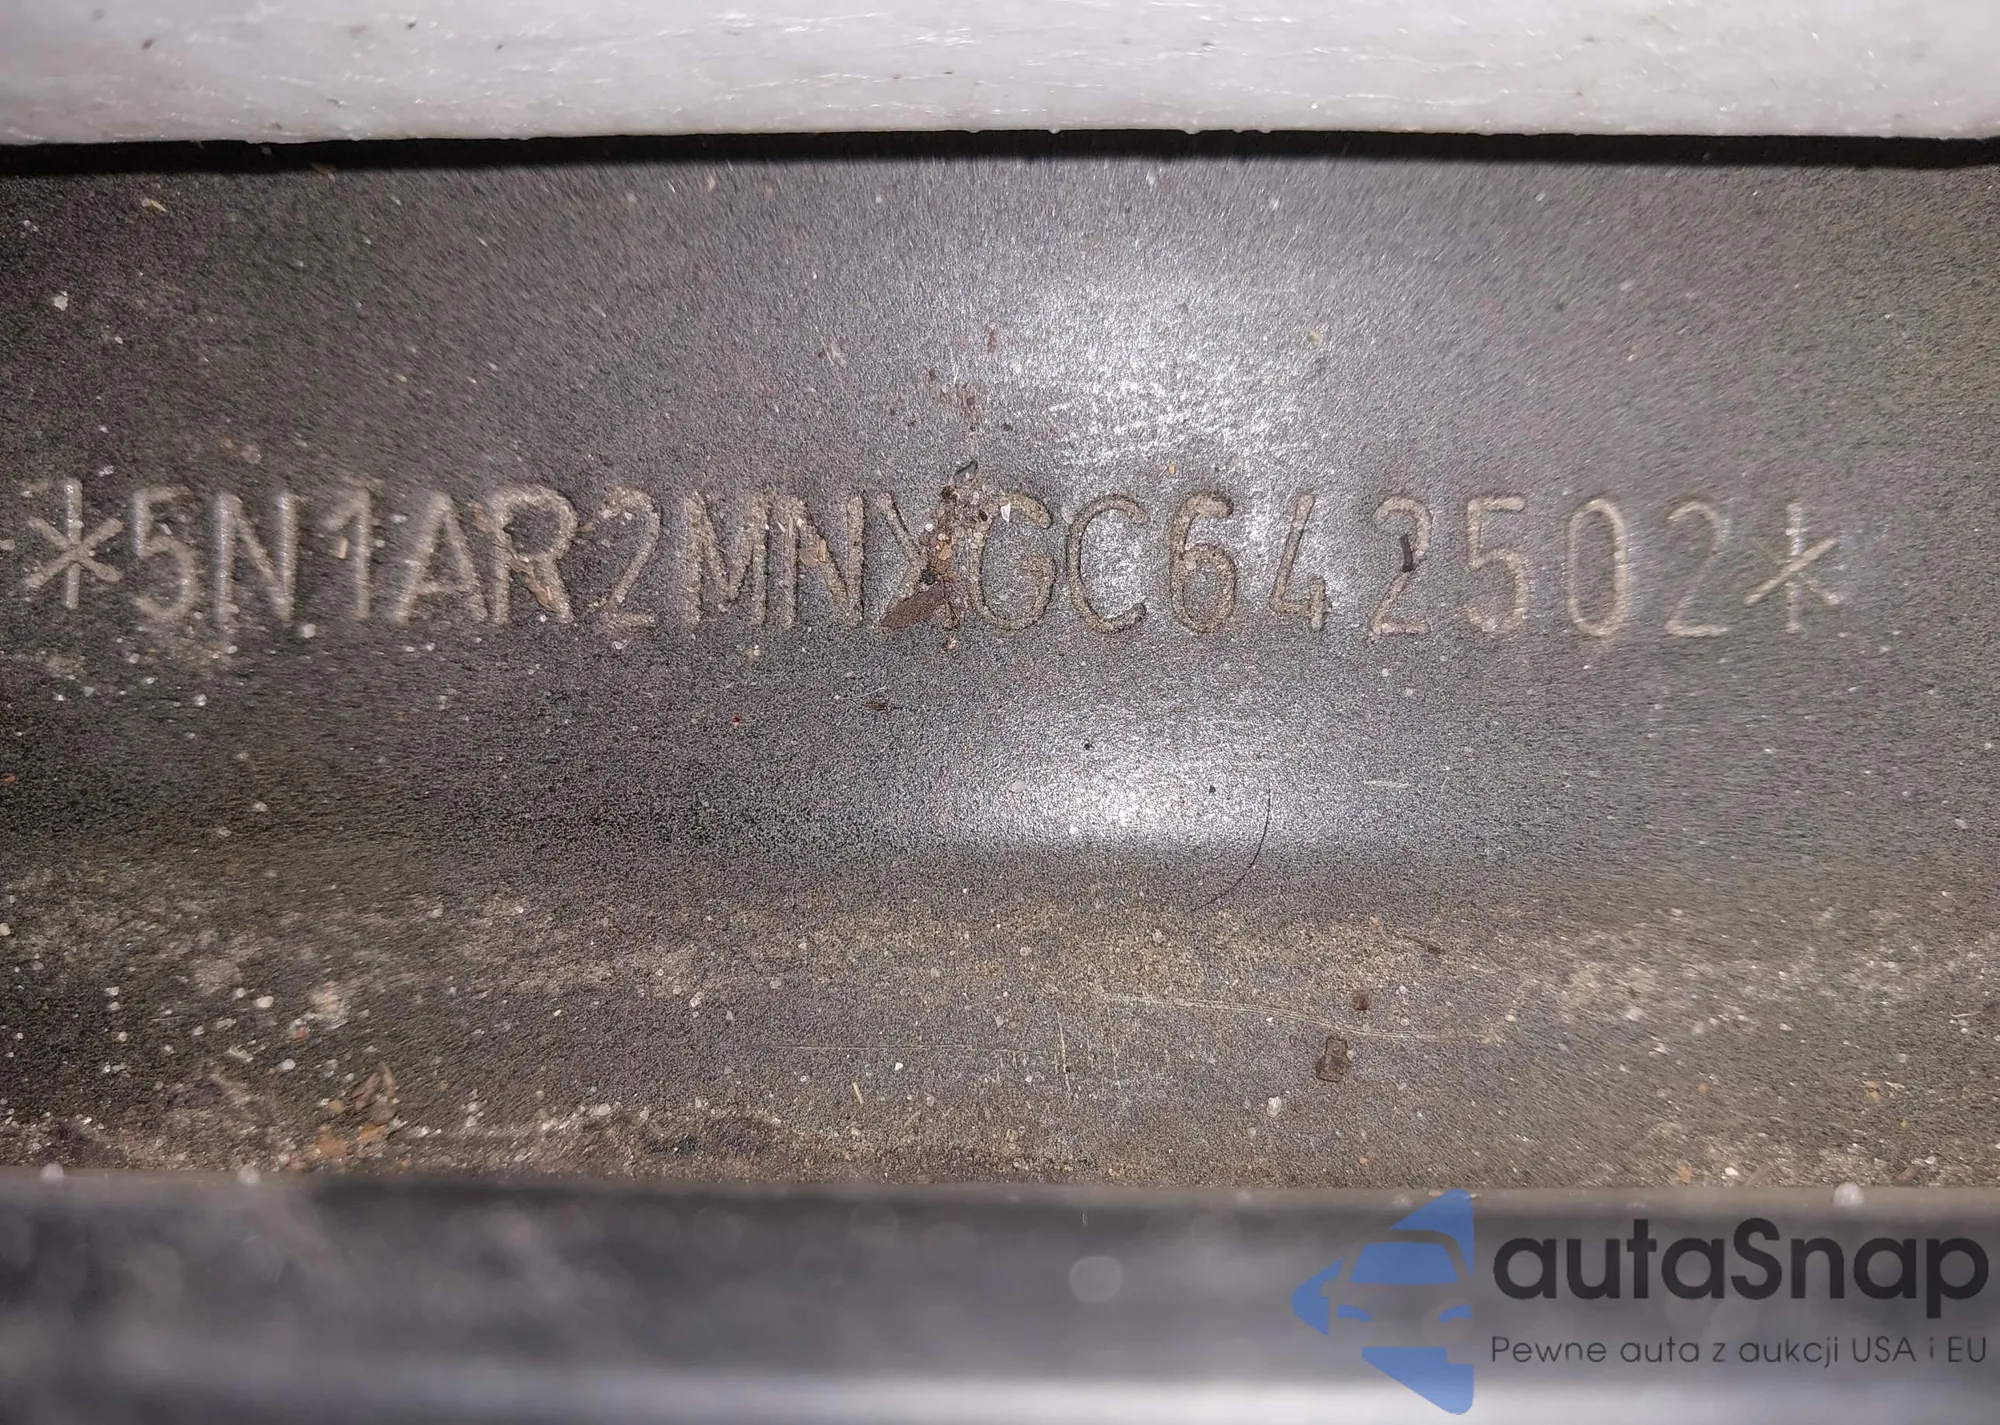 *5N1AR2MNXGC642502*
autaSnap
Pewne auta z aukcji USA i EU